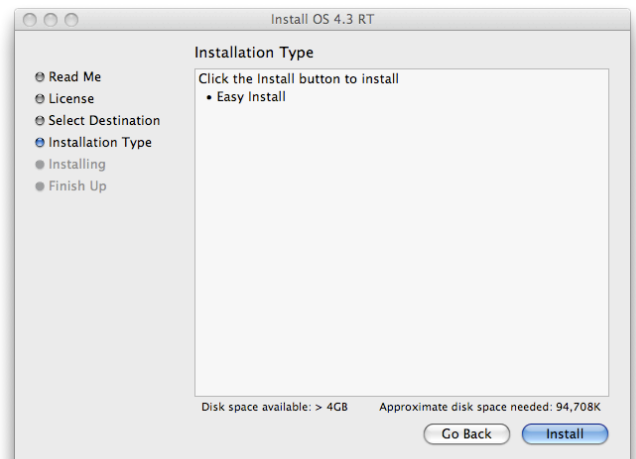 Install OS 4.3 RT
Installation Type
Read Me
License
Select Destination
Installation Type
Installing
Finish Up
Click the Install button to install
• Easy Install
Disk space available: > 4GB Approximate disk space needed: 94,708K
Go Back Install